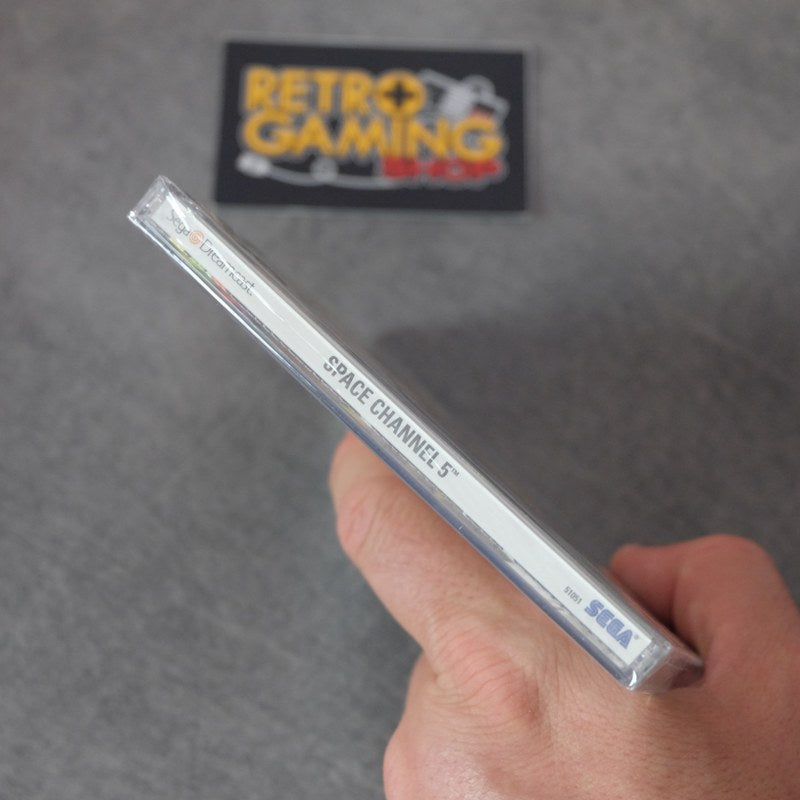 RETRO
GAMING
SHOP
Sega Dreamcast
SPACE CHANNEL 5™
51051 SEGA®